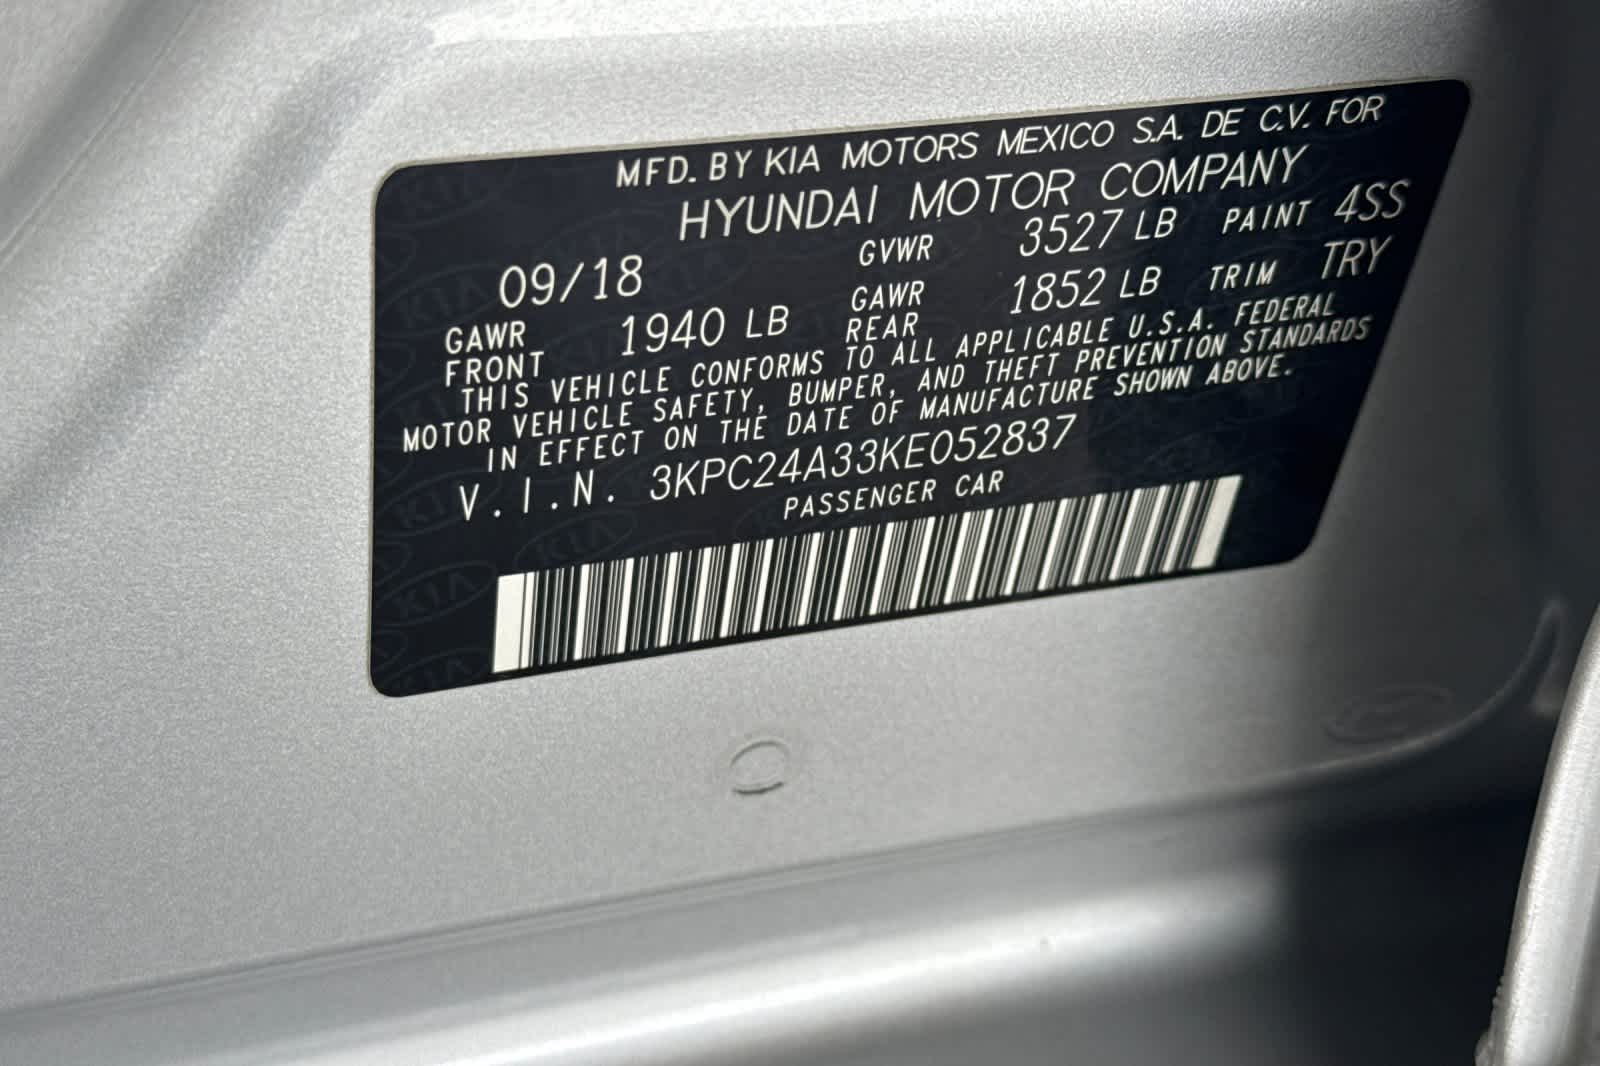 MFD. BY KIA MOTORS MEXICO S.A. DE C.V. FOR
HYUNDAI MOTOR COMPANY
09/18 GVWR 3527 LB PAINT 4SS
GAWR FRONT 1940 LB GAWR REAR 1852 LB TRIM TRY
THIS VEHICLE CONFORMS TO ALL APPLICABLE U.S.A. FEDERAL
MOTOR VEHICLE SAFETY, BUMPER, AND THEFT PREVENTION STANDARDS
IN EFFECT ON THE DATE OF MANUFACTURE SHOWN ABOVE.
V.I.N. 3KPC24A33KE052837
PASSENGER CAR